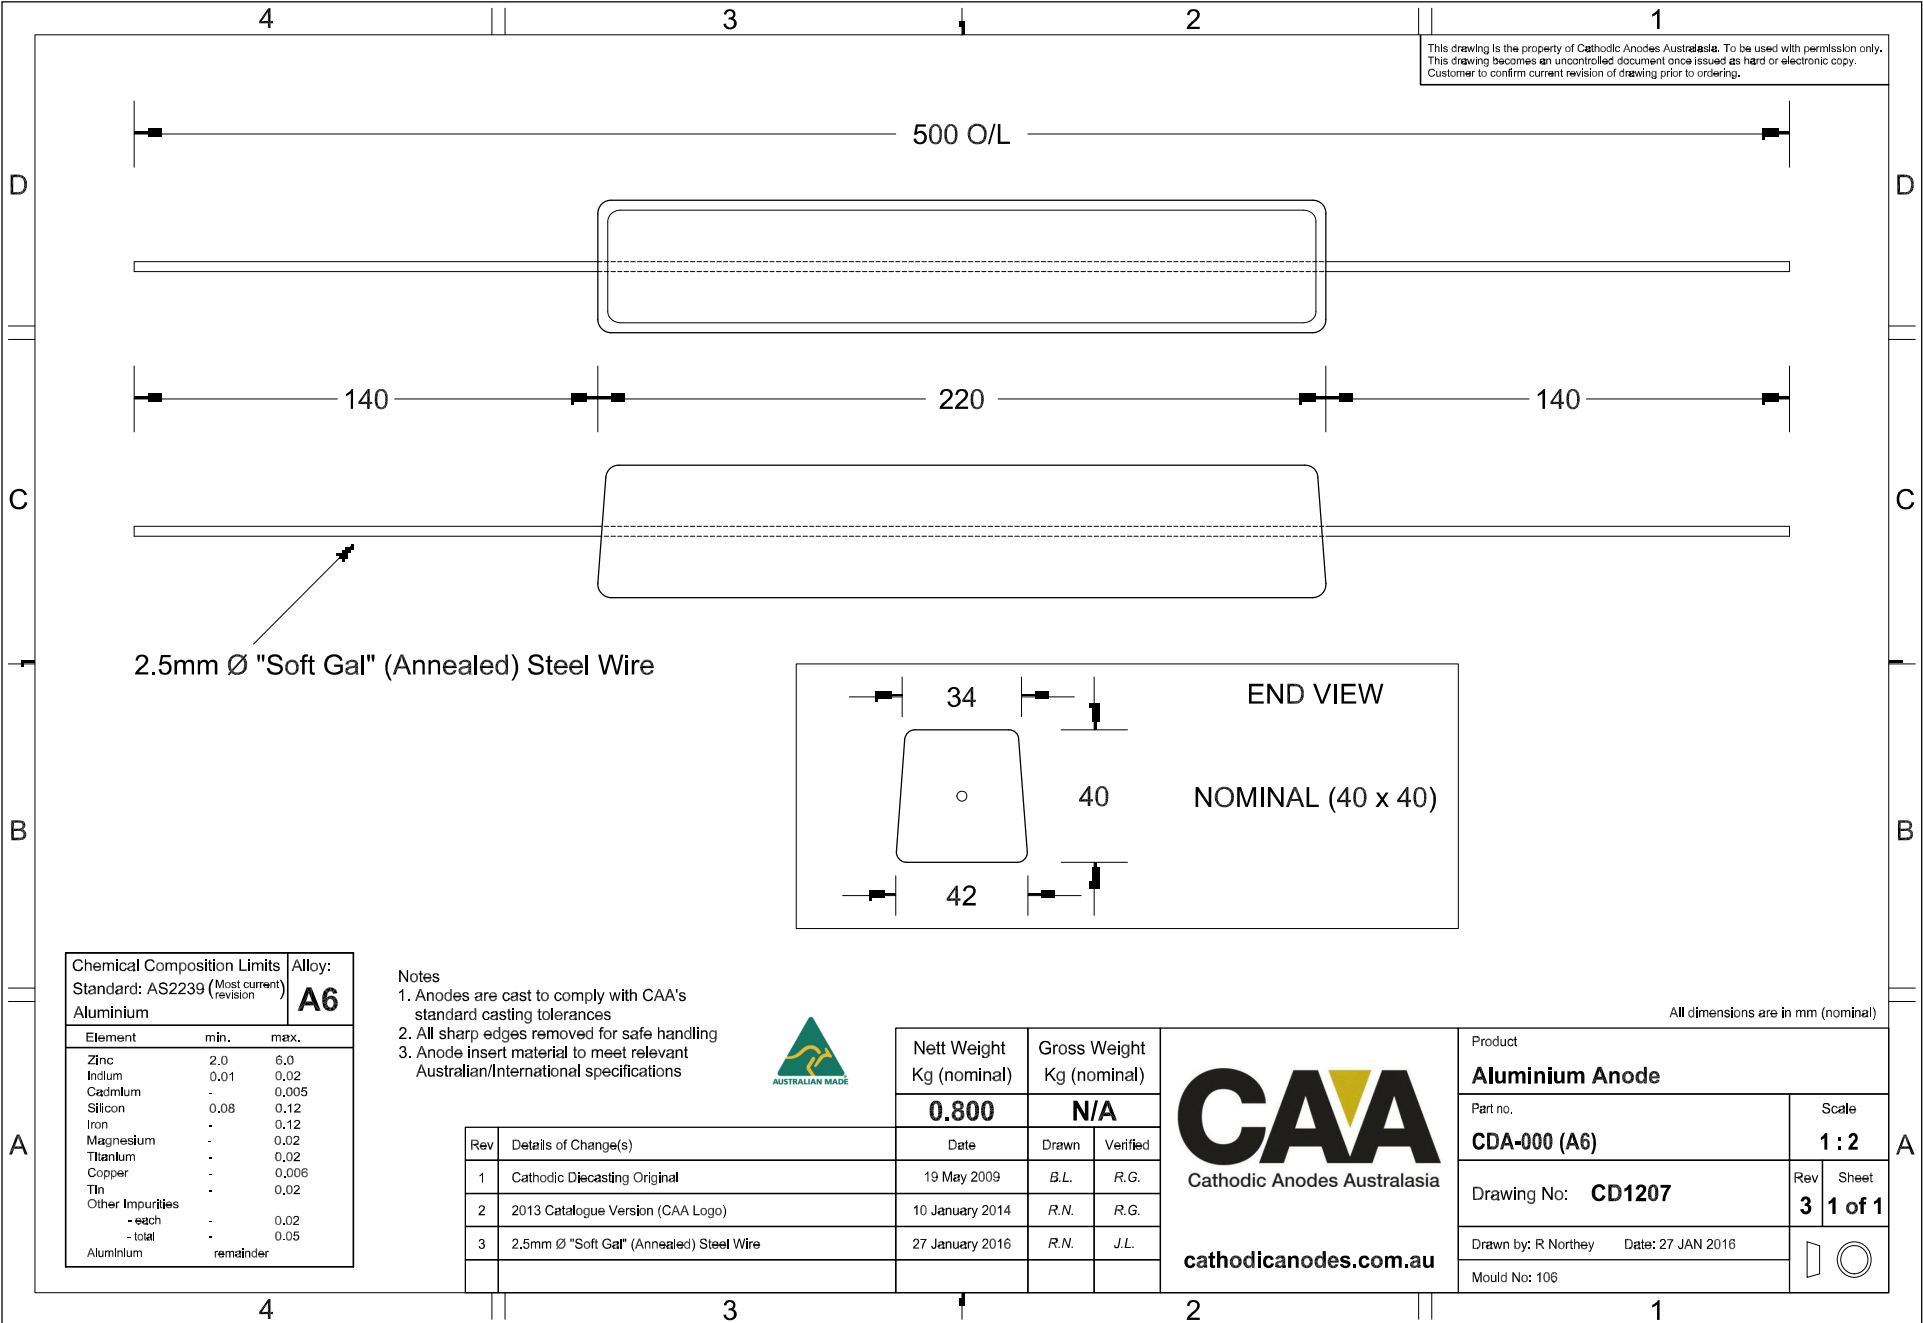 4 3 2 1
This drawing is the property of Cathodic Anodes Australasia. To be used with permission only.
This drawing becomes an uncontrolled document once issued as hard or electronic copy.
Customer to confirm current revision of drawing prior to ordering.
500 O/L
D D
140 220 140
C C
2.5mm Ø "Soft Gal" (Annealed) Steel Wire
34 END VIEW
40 NOMINAL (40 x 40)
42
B B
Chemical Composition Limits Alloy:
Standard: AS2239 (Most current revision) A6
Aluminium
Element min. max.
Zinc 2.0 6.0
Indium 0.01 0.02
Cadmium - 0.005
Silicon 0.08 0.12
Iron - 0.12
Magnesium - 0.02
Titanium - 0.02
Copper - 0.006
Tin - 0.02
Other Impurities
- each - 0.02
- total - 0.05
Aluminium remainder
Notes
1. Anodes are cast to comply with CAA's
standard casting tolerances
2. All sharp edges removed for safe handling
3. Anode insert material to meet relevant
Australian/International specifications
AUSTRALIAN MADE
All dimensions are in mm (nominal)
Nett Weight Gross Weight
Kg (nominal) Kg (nominal)
0.800 N/A
Rev Details of Change(s) Date Drawn Verified
1 Cathodic Diecasting Original 19 May 2009 B.L. R.G.
2 2013 Catalogue Version (CAA Logo) 10 January 2014 R.N. R.G.
3 2.5mm Ø "Soft Gal" (Annealed) Steel Wire 27 January 2016 R.N. J.L.
CAA
Cathodic Anodes Australasia
cathodicanodes.com.au
Product
Aluminium Anode
Part no. Scale
CDA-000 (A6) 1 : 2
Drawing No: CD1207
Rev Sheet
3 1 of 1
Drawn by: R Northey Date: 27 JAN 2016
Mould No: 106
A A
4 3 2 1